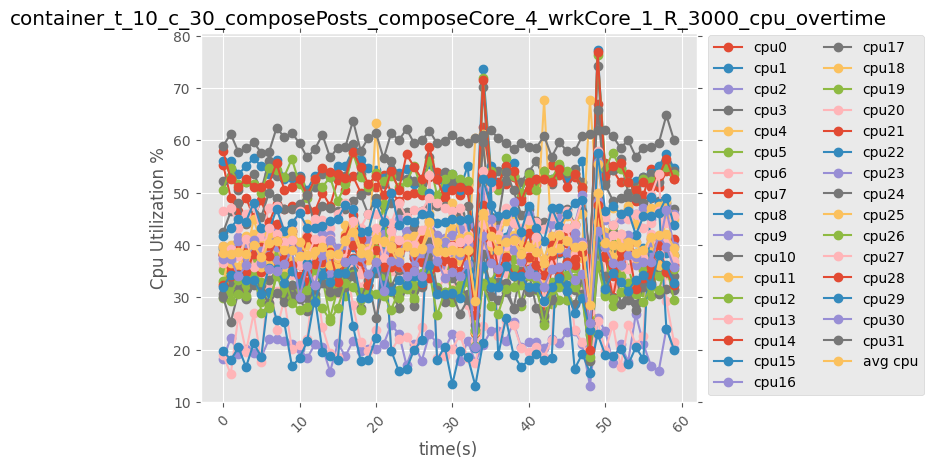 container_t_10_c_30_composePosts_composeCore_4_wrkCore_1_R_3000_cpu_overtime
Cpu Utilization %
80
70
60
50
40
30
20
10
0
10
20
30
40
50
60
time(s)
cpu0
cpu1
cpu2
cpu3
cpu4
cpu5
cpu6
cpu7
cpu8
cpu9
cpu10
cpu11
cpu12
cpu13
cpu14
cpu15
cpu16
cpu17
cpu18
cpu19
cpu20
cpu21
cpu22
cpu23
cpu24
cpu25
cpu26
cpu27
cpu28
cpu29
cpu30
cpu31
avg cpu